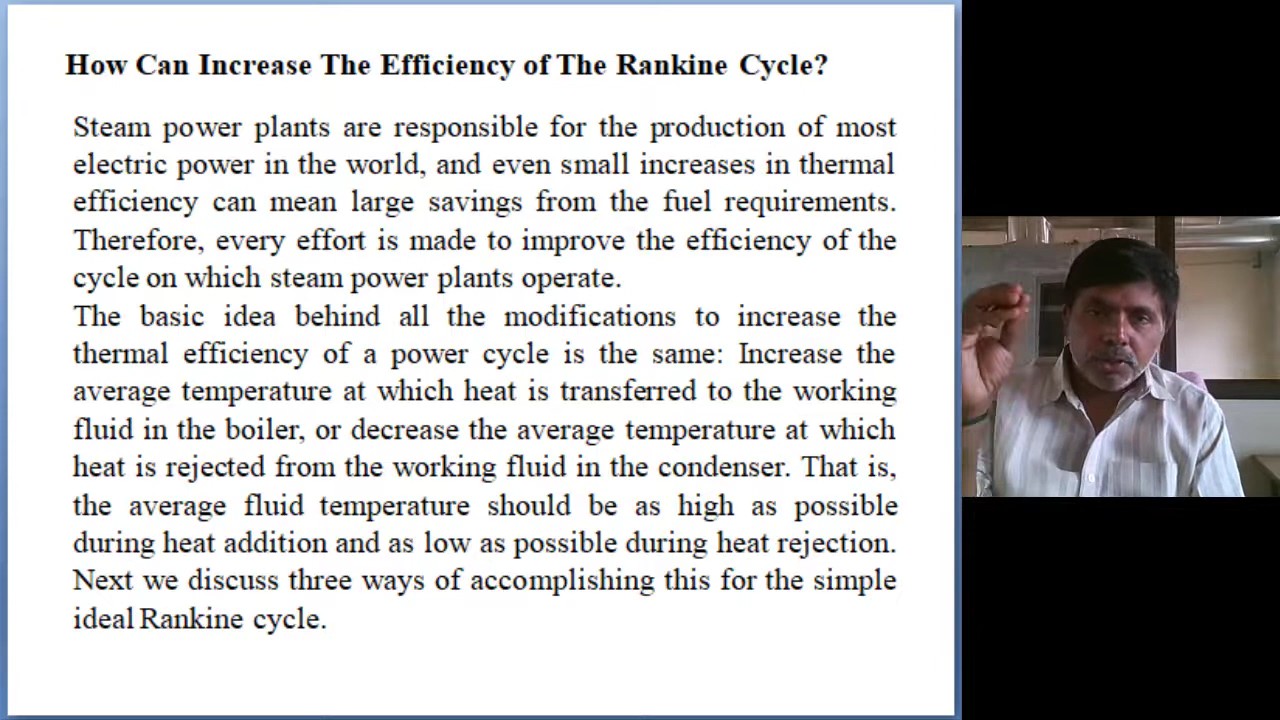 How Can Increase The Efficiency of The Rankine Cycle?
Steam power plants are responsible for the production of most
electric power in the world, and even small increases in thermal
efficiency can mean large savings from the fuel requirements.
Therefore, every effort is made to improve the efficiency of the
cycle on which steam power plants operate.
The basic idea behind all the modifications to increase the
thermal efficiency of a power cycle is the same: Increase the
average temperature at which heat is transferred to the working
fluid in the boiler, or decrease the average temperature at which
heat is rejected from the working fluid in the condenser. That is,
the average fluid temperature should be as high as possible
during heat addition and as low as possible during heat rejection.
Next we discuss three ways of accomplishing this for the simple
ideal Rankine cycle.